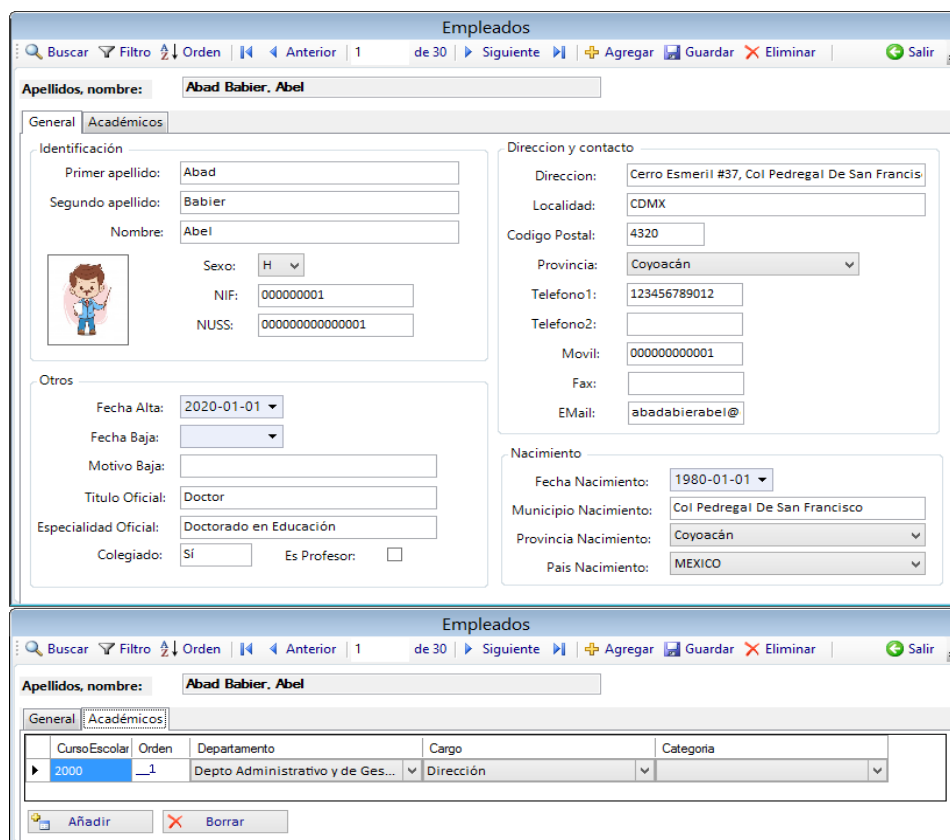 Empleados
Buscar Filtro Orden Anterior 1 de 30 Siguiente Agregar Guardar Eliminar Salir
Apellidos, nombre: Abad Babier, Abel
General Académicos
Identificación
Primer apellido: Abad
Segundo apellido: Babier
Nombre: Abel
Sexo: H
NIF: 000000001
NUSS: 000000000000001
Otros
Fecha Alta: 2020-01-01
Fecha Baja:
Motivo Baja:
Titulo Oficial: Doctor
Especialidad Oficial: Doctorado en Educación
Colegiado: Sí Es Profesor:
Direccion y contacto
Direccion: Cerro Esmeril #37, Col Pedregal De San Francis
Localidad: CDMX
Codigo Postal: 4320
Provincia: Coyoacán
Telefono1: 123456789012
Telefono2:
Movil: 000000000001
Fax:
EMail: abadabierabel@
Nacimiento
Fecha Nacimiento: 1980-01-01
Municipio Nacimiento: Col Pedregal De San Francisco
Provincia Nacimiento: Coyoacán
Pais Nacimiento: MEXICO
Empleados
Buscar Filtro Orden Anterior 1 de 30 Siguiente Agregar Guardar Eliminar Salir
Apellidos, nombre: Abad Babier, Abel
General Académicos
CursoEscolar Orden Departamento Cargo Categoria
2000 __1 Depto Administrativo y de Ges... Dirección
Añadir Borrar